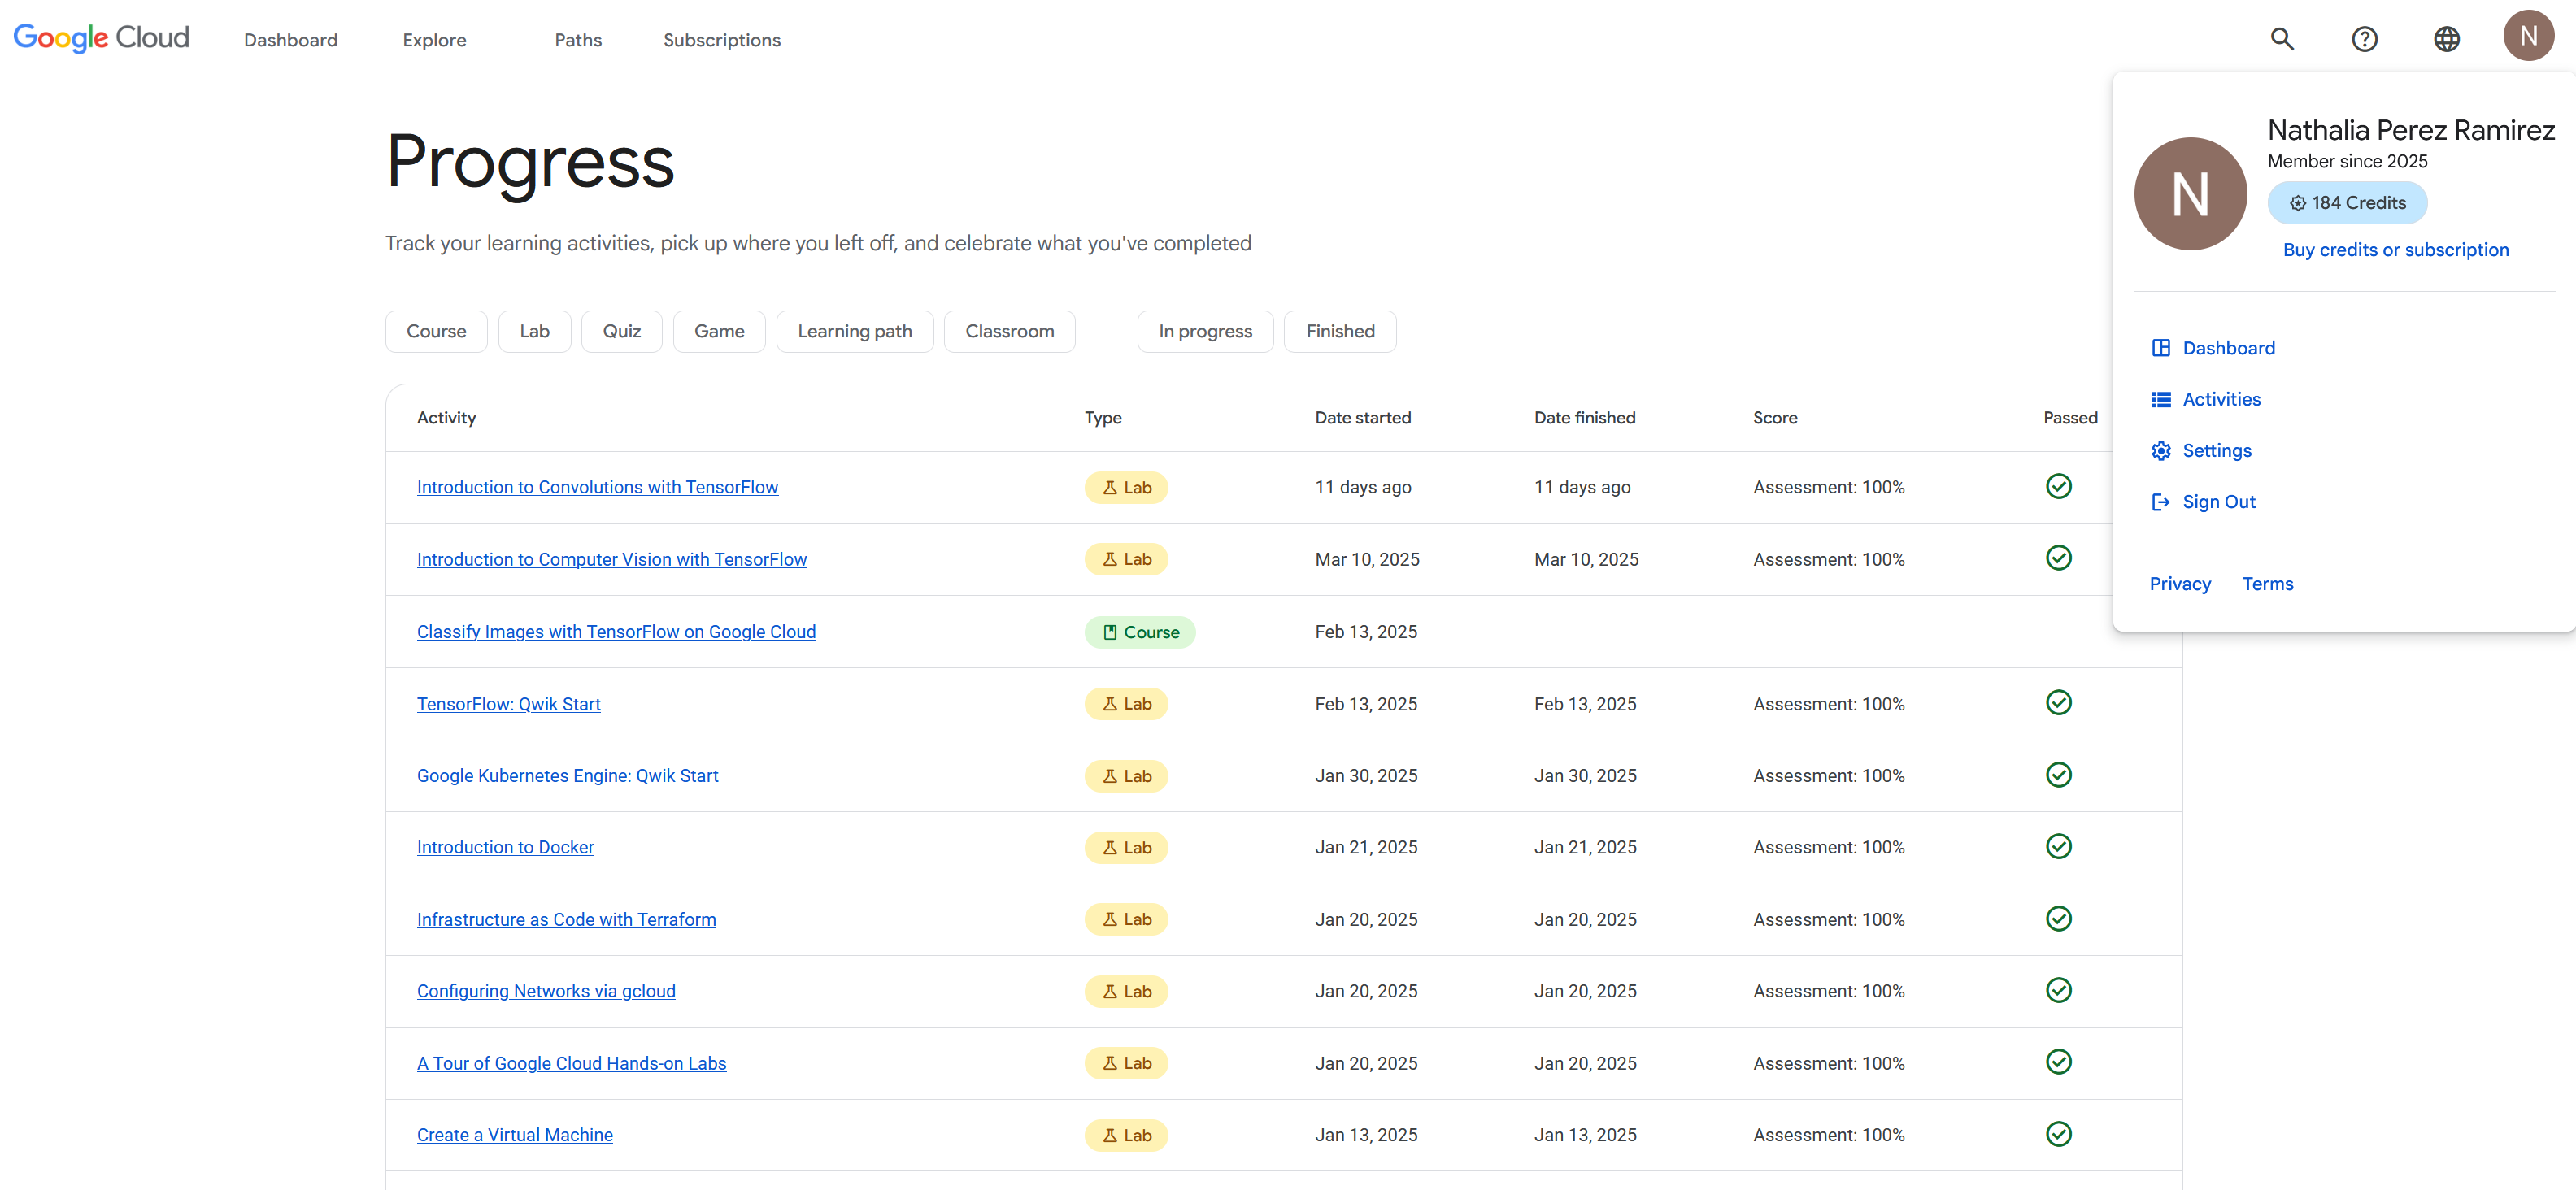 Google Cloud Dashboard Explore Paths Subscriptions N
Progress
Track your learning activities, pick up where you left off, and celebrate what you've completed
Course Lab Quiz Game Learning path Classroom In progress Finished
Activity Type Date started Date finished Score Passed
Introduction to Convolutions with TensorFlow Lab 11 days ago 11 days ago Assessment: 100%
Introduction to Computer Vision with TensorFlow Lab Mar 10, 2025 Mar 10, 2025 Assessment: 100%
Classify Images with TensorFlow on Google Cloud Course Feb 13, 2025
TensorFlow: Qwik Start Lab Feb 13, 2025 Feb 13, 2025 Assessment: 100%
Google Kubernetes Engine: Qwik Start Lab Jan 30, 2025 Jan 30, 2025 Assessment: 100%
Introduction to Docker Lab Jan 21, 2025 Jan 21, 2025 Assessment: 100%
Infrastructure as Code with Terraform Lab Jan 20, 2025 Jan 20, 2025 Assessment: 100%
Configuring Networks via gcloud Lab Jan 20, 2025 Jan 20, 2025 Assessment: 100%
A Tour of Google Cloud Hands-on Labs Lab Jan 20, 2025 Jan 20, 2025 Assessment: 100%
Create a Virtual Machine Lab Jan 13, 2025 Jan 13, 2025 Assessment: 100%
N
Nathalia Perez Ramirez
Member since 2025
184 Credits
Buy credits or subscription
Dashboard
Activities
Settings
Sign Out
Privacy Terms